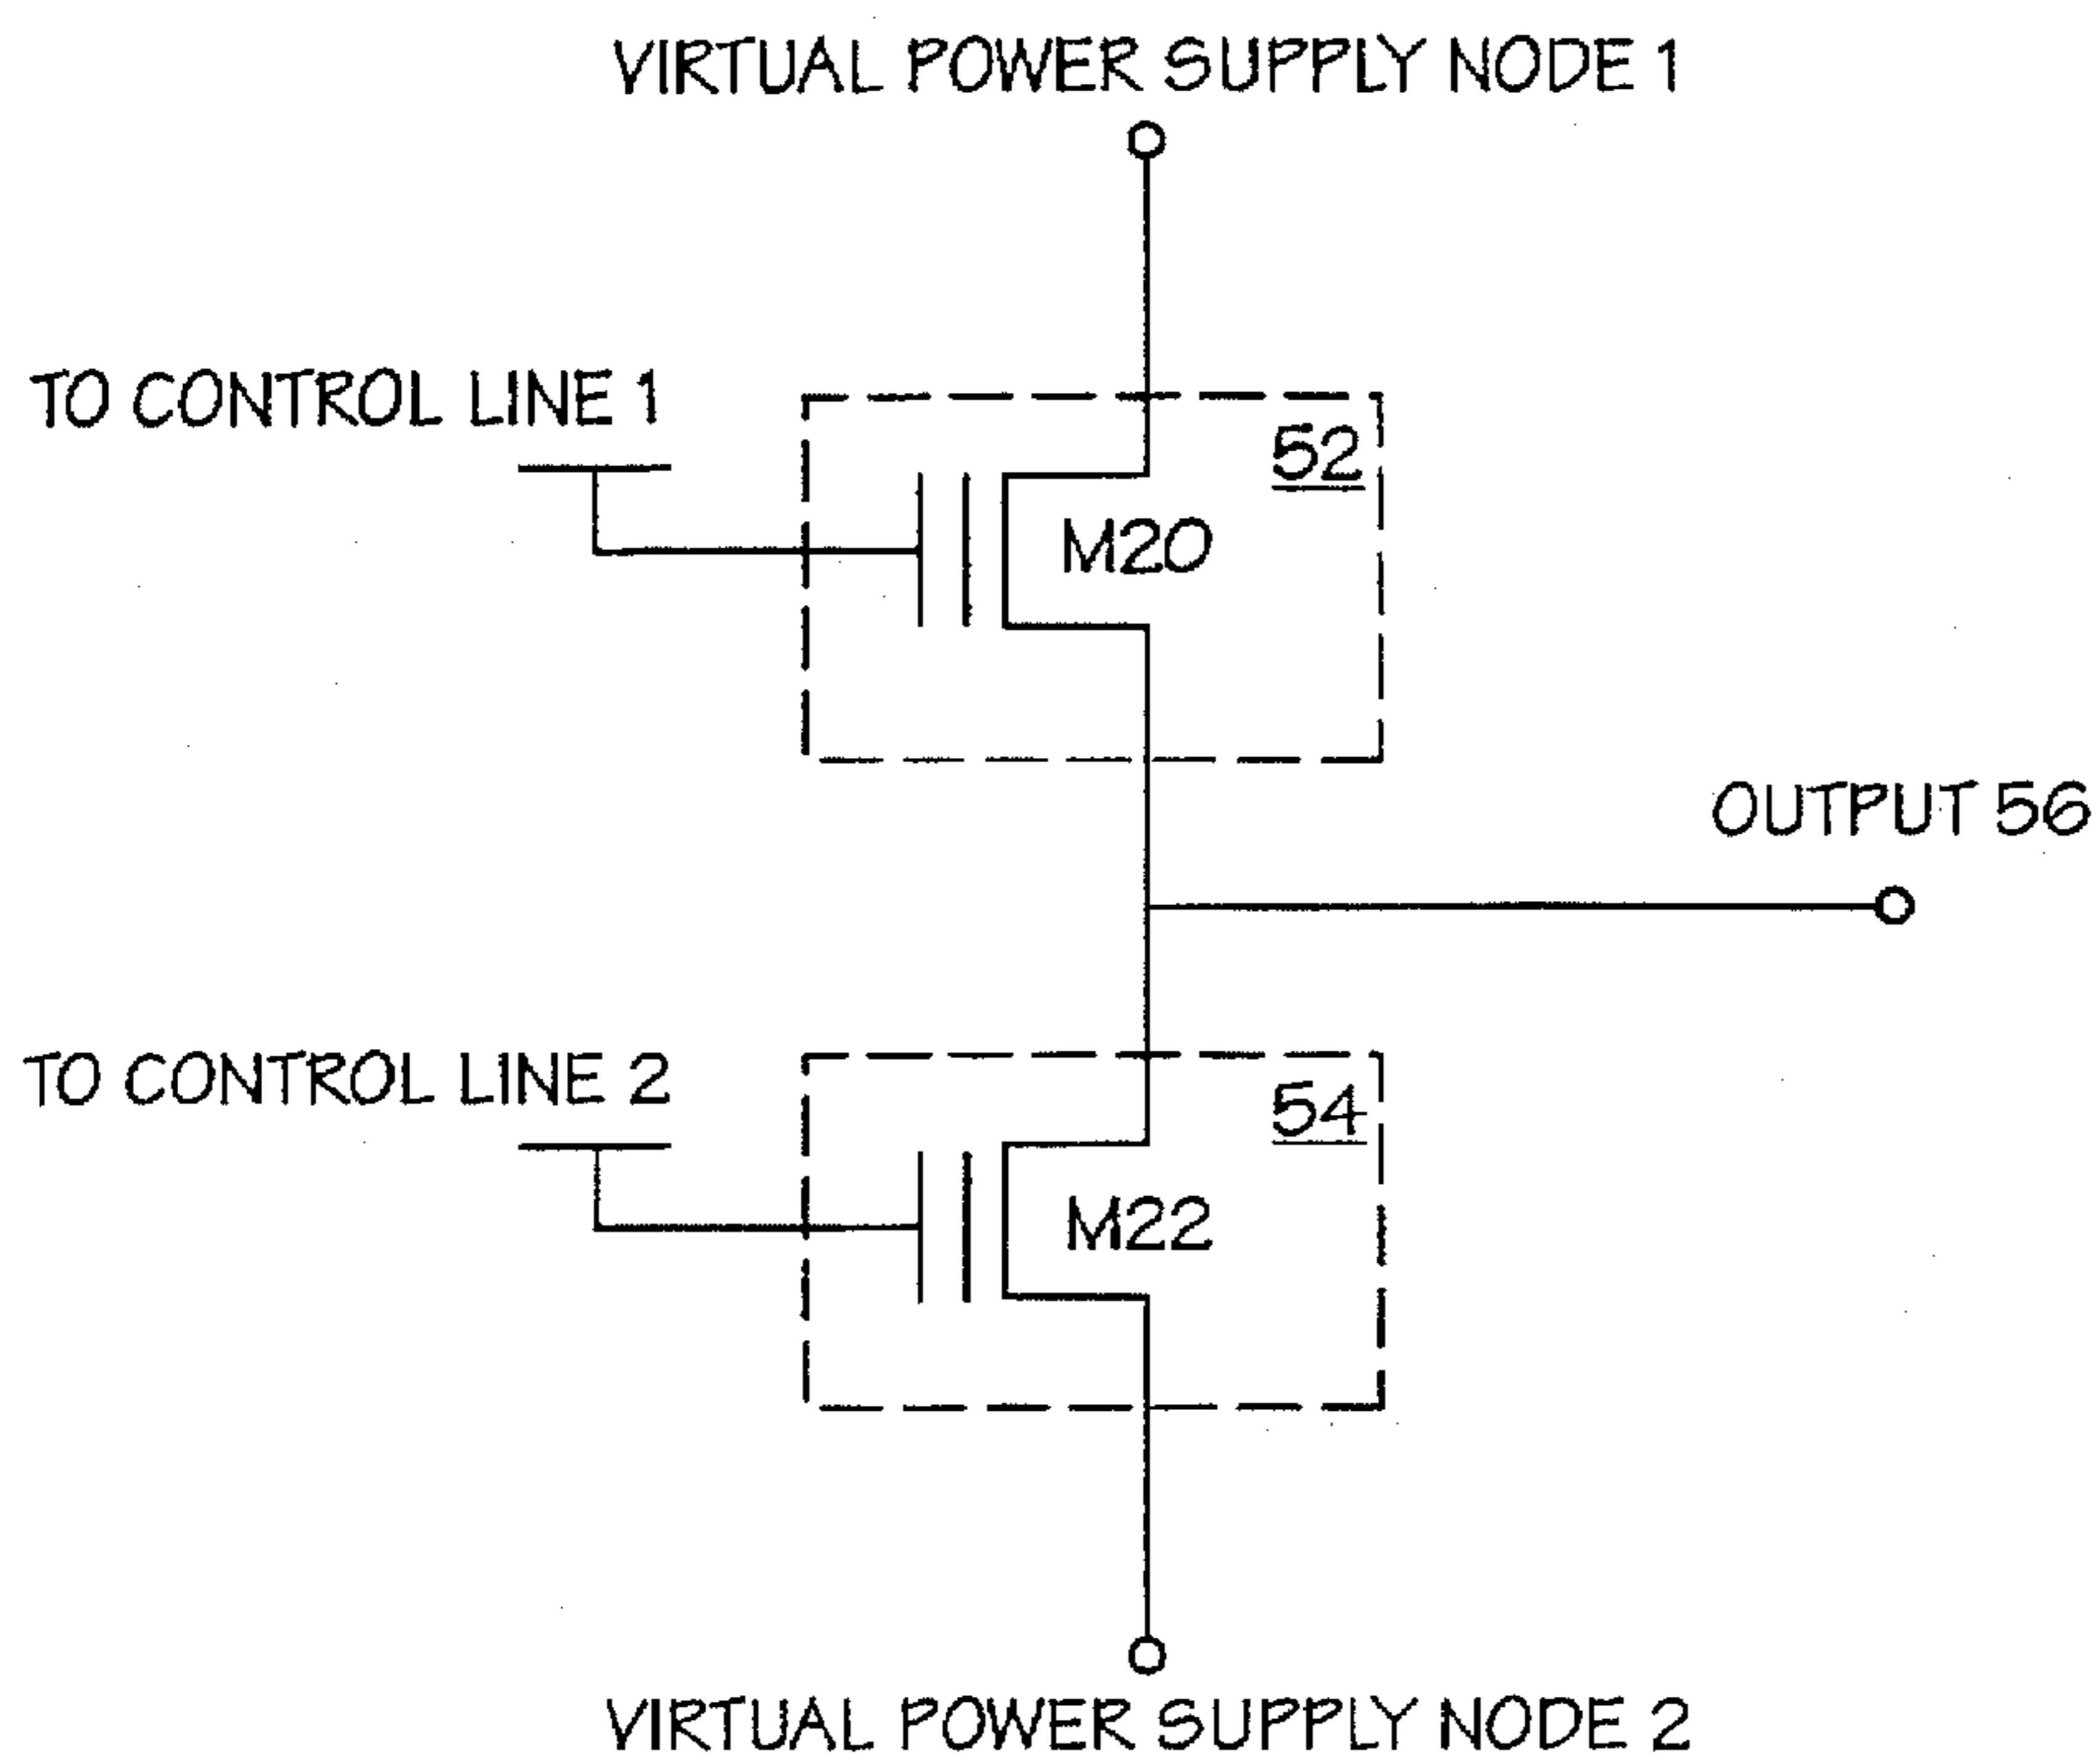 VIRTUAL POWER SUPPLY NODE 1
TO CONTROL LINE 1
52
M20
OUTPUT 56
TO CONTROL LINE 2
54
M22
VIRTUAL POWER SUPPLY NODE 2